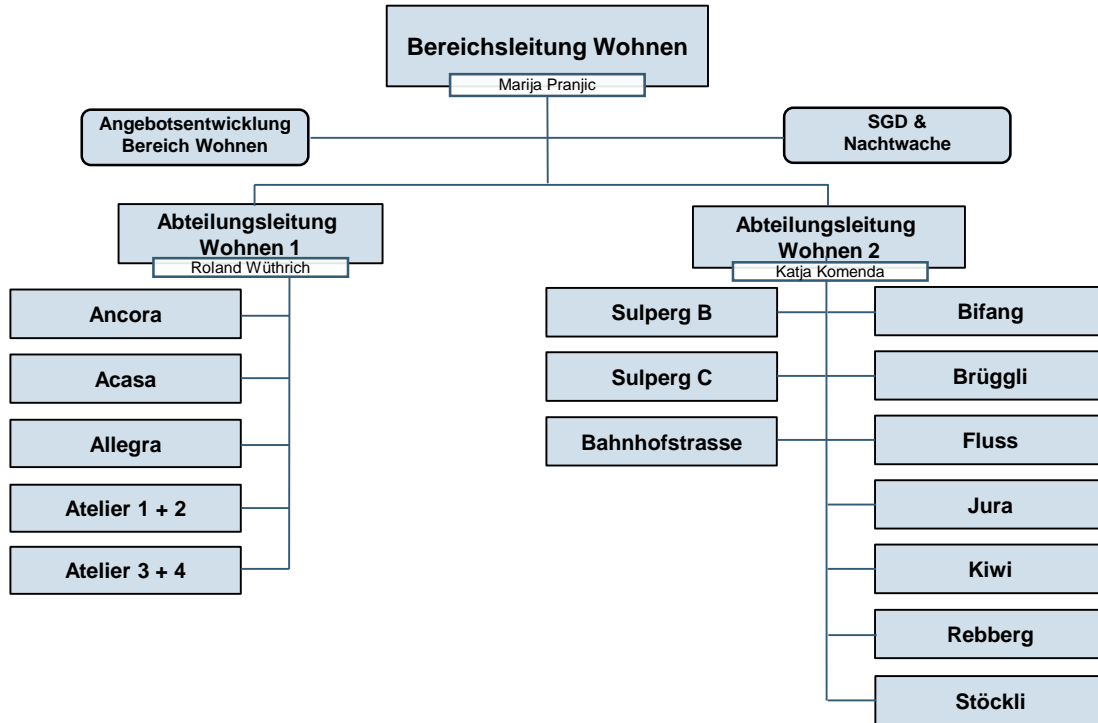 Bereichsleitung Wohnen
Marija Pranjic
Angebotsentwicklung
Bereich Wohnen
SGD &
Nachtwache
Abteilungsleitung
Wohnen 1
Roland Wüthrich
Abteilungsleitung
Wohnen 2
Katja Komenda
Ancora
Acasa
Allegra
Atelier 1 + 2
Atelier 3 + 4
Sulperg B
Sulperg C
Bahnhofstrasse
Bifang
Brüggli
Fluss
Jura
Kiwi
Rebberg
Stöckli